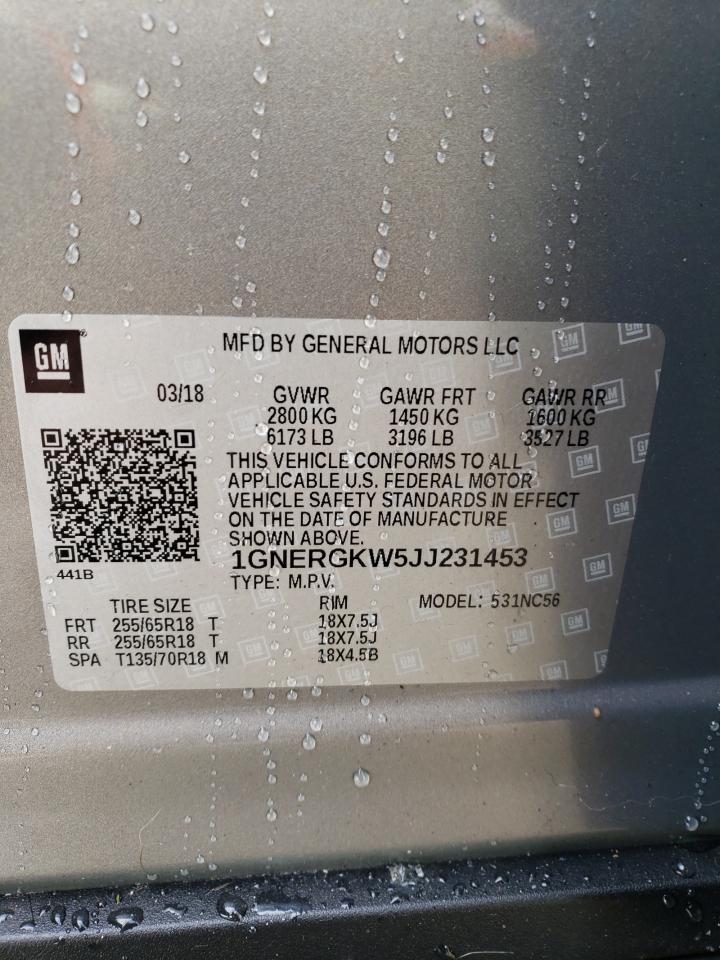 GM
MFD BY GENERAL MOTORS LLC
03/18 GVWR GAWR FRT GAWR RR
2800 KG 1450 KG 1600 KG
6173 LB 3196 LB 3527 LB
THIS VEHICLE CONFORMS TO ALL
APPLICABLE U.S. FEDERAL MOTOR
VEHICLE SAFETY STANDARDS IN EFFECT
ON THE DATE OF MANUFACTURE
SHOWN ABOVE.
1GNERGKW5JJ231453
441B
TYPE: M.P.V.
TIRE SIZE RIM MODEL: 531NC56
FRT 255/65R18 T 18X7.5J
RR 255/65R18 T 18X7.5J
SPA T135/70R18 M 18X4.5B